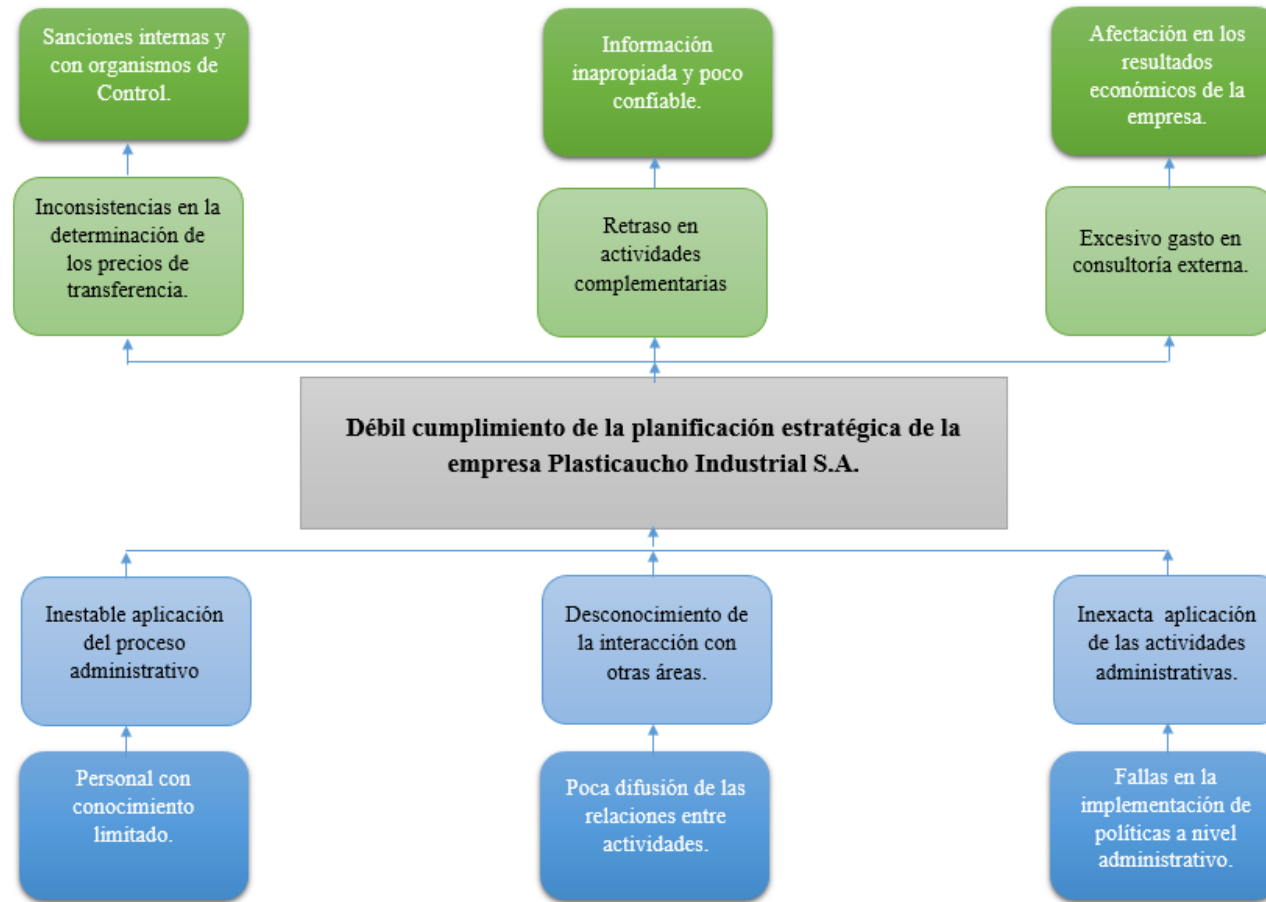 Sanciones internas y
con organismos de
Control.
Información
inapropiada y poco
confiable.
Afectación en los
resultados
económicos de la
empresa.
Inconsistencias en la
determinación de
los precios de
transferencia.
Retraso en
actividades
complementarias
Excesivo gasto en
consultoría externa.
Débil cumplimiento de la planificación estratégica de la
empresa Plasticaucho Industrial S.A.
Inestable aplicación
del proceso
administrativo
Desconocimiento de
la interacción con
otras áreas.
Inexacta aplicación
de las actividades
administrativas.
Personal con
conocimiento
limitado.
Poca difusión de las
relaciones entre
actividades.
Fallas en la
implementación de
políticas a nivel
administrativo.